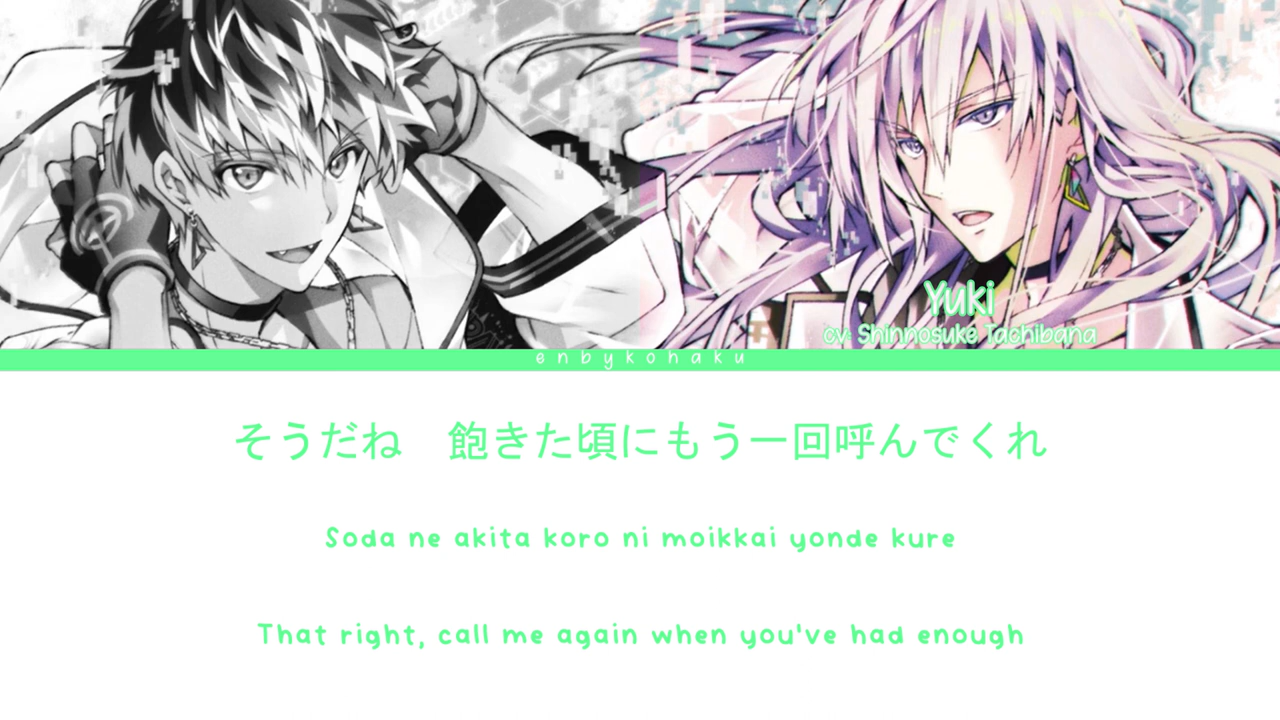 Yuki
cv: Shinnosuke Tachibana
enbykohaku
そうだね　飽きた頃にもう一回呼んでくれ
Soda ne akita koro ni moikkai yonde kure
That right, call me again when you've had enough